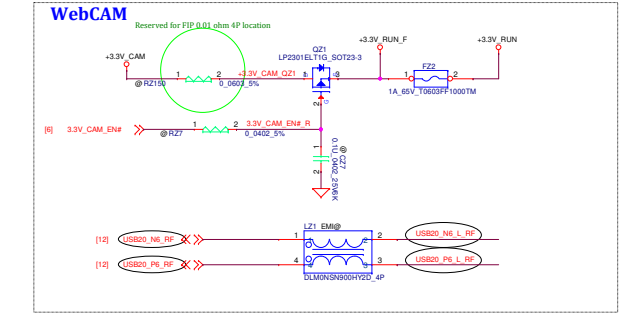 WebCAM
Reserved for FIP 0.01 ohm 4P location
+3.3V_CAM
1
2
+3.3V_CAM_QZ1
@ RZ150
0_0603_5%
QZ1
LP2301ELT1G_SOT23-3
3
2
+3.3V_RUN_F
+3.3V_RUN
FZ2
1
2
1A_65V_T0603FF1000TM
[6]
3.3V_CAM_EN#
1
2
3.3V_CAM_EN#_R
@ RZ7
0_0402_5%
1
2
@ CZ7
0.1U_0402_25V6K
LZ1 EMI@
[12]
USB20_N6_RF
1
2
USB20_N6_L_RF
[12]
USB20_P6_RF
4
3
USB20_P6_L_RF
DLM0NSN900HY2D_4P